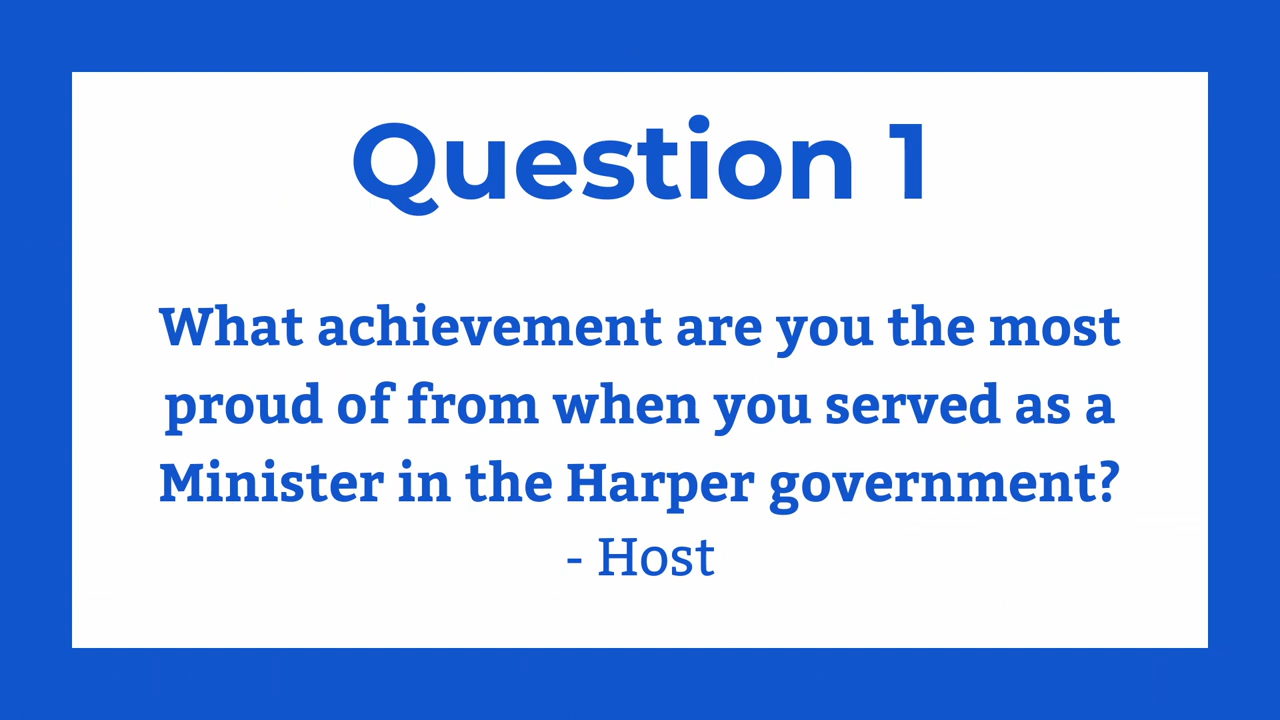 Question 1
What achievement are you the most
proud of from when you served as a
Minister in the Harper government?
- Host